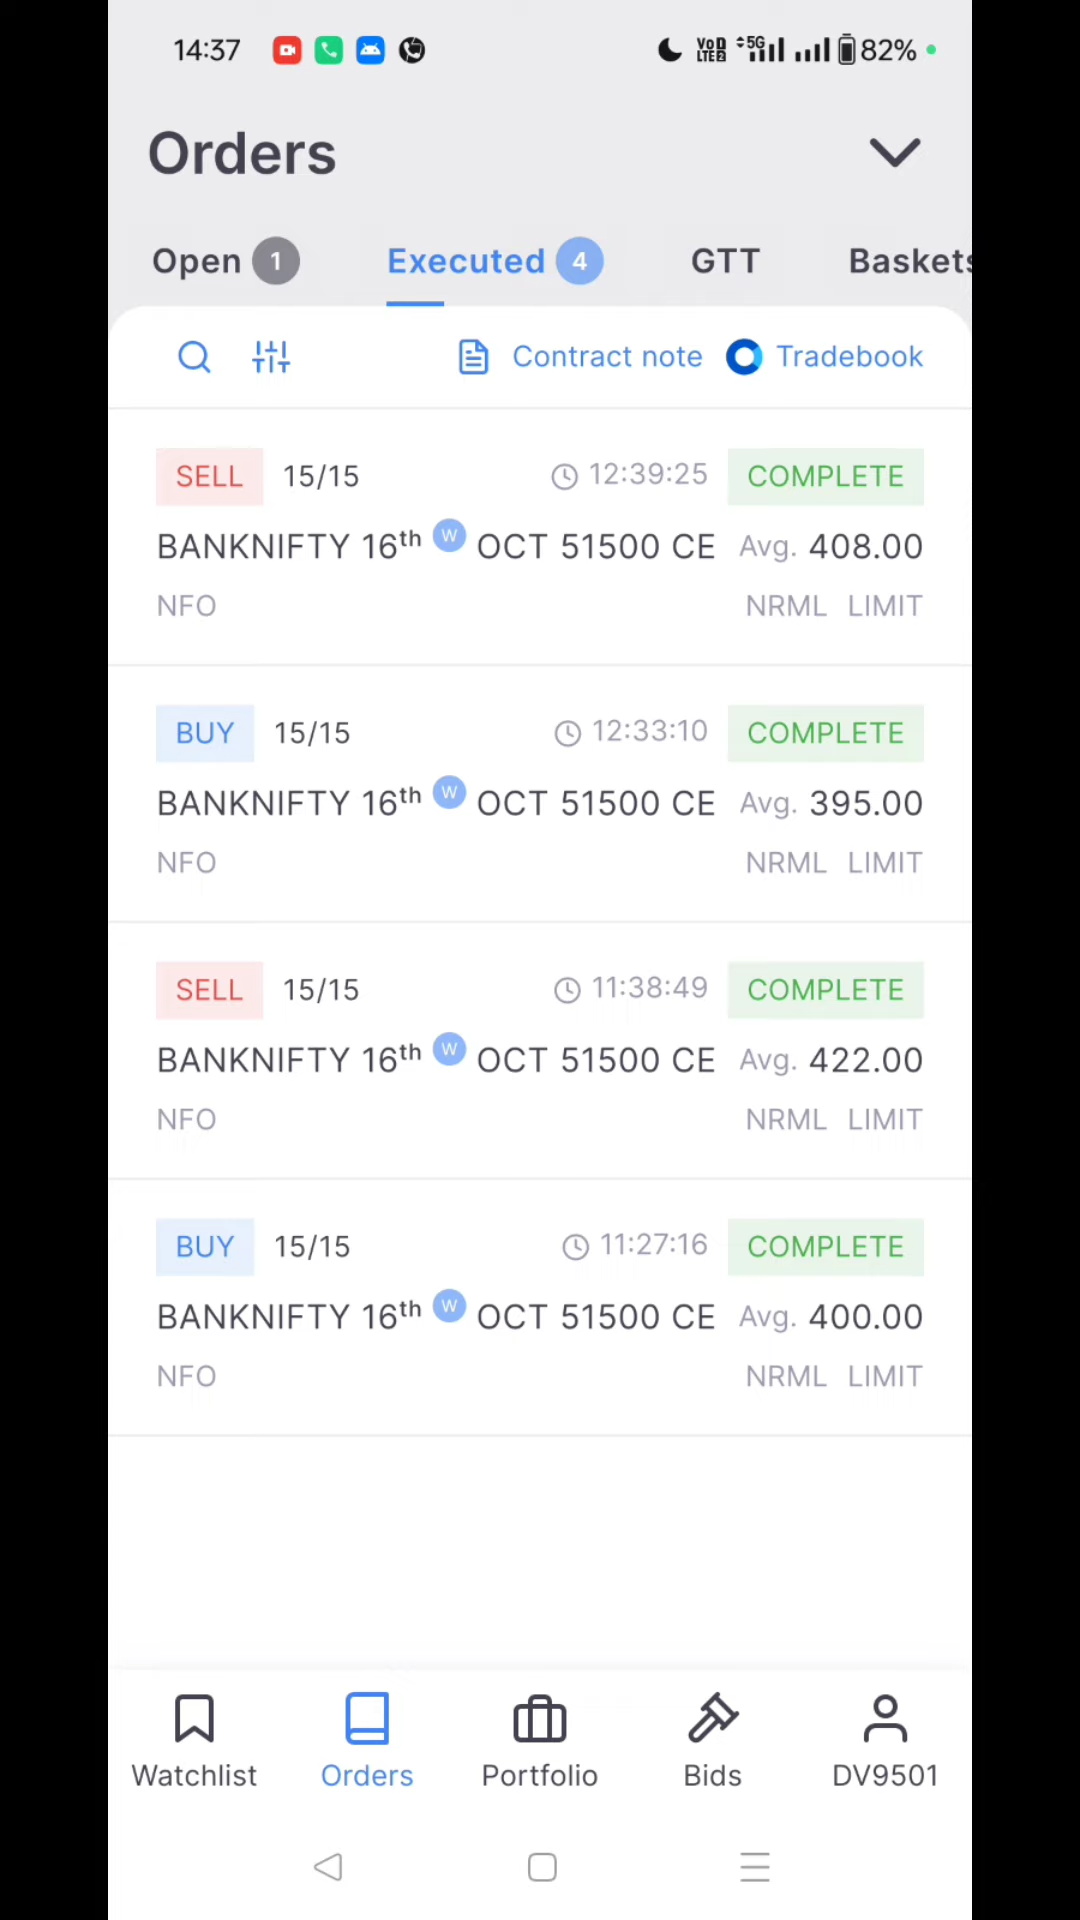 14:37 VoD LTE2 5G 82%
Orders
Open 1 Executed 4 GTT Baskets
Contract note Tradebook
SELL 15/15 12:39:25 COMPLETE
BANKNIFTY 16th W OCT 51500 CE Avg. 408.00
NFO NRML LIMIT
BUY 15/15 12:33:10 COMPLETE
BANKNIFTY 16th W OCT 51500 CE Avg. 395.00
NFO NRML LIMIT
SELL 15/15 11:38:49 COMPLETE
BANKNIFTY 16th W OCT 51500 CE Avg. 422.00
NFO NRML LIMIT
BUY 15/15 11:27:16 COMPLETE
BANKNIFTY 16th W OCT 51500 CE Avg. 400.00
NFO NRML LIMIT
Watchlist Orders Portfolio Bids DV9501